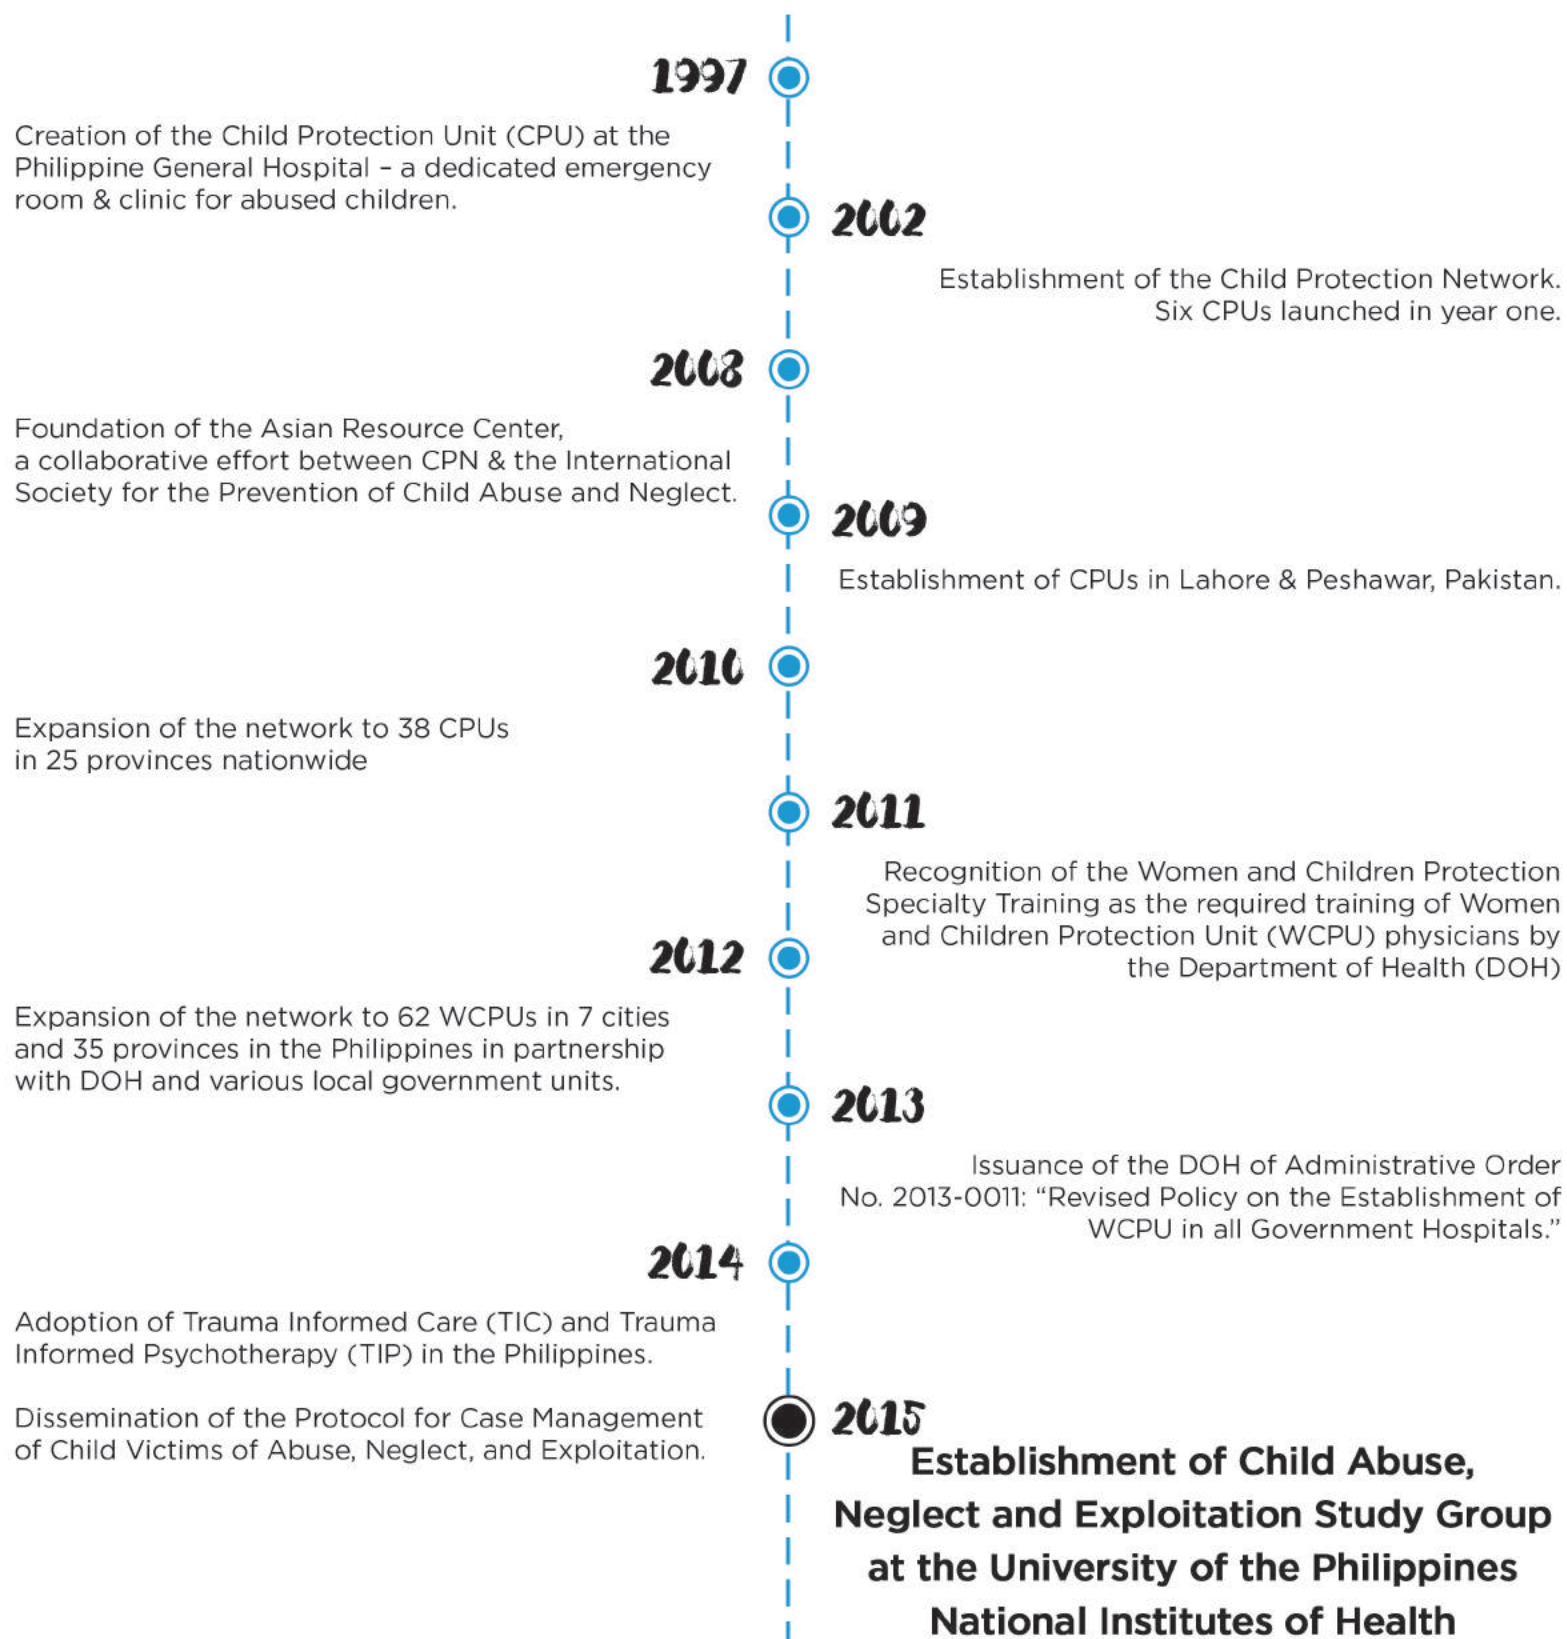 1997
Creation of the Child Protection Unit (CPU) at the
Philippine General Hospital – a dedicated emergency
room & clinic for abused children.
2002
Establishment of the Child Protection Network.
Six CPUs launched in year one.
2008
Foundation of the Asian Resource Center,
a collaborative effort between CPN & the International
Society for the Prevention of Child Abuse and Neglect.
2009
Establishment of CPUs in Lahore & Peshawar, Pakistan.
2010
Expansion of the network to 38 CPUs
in 25 provinces nationwide
2011
Recognition of the Women and Children Protection
Specialty Training as the required training of Women
and Children Protection Unit (WCPU) physicians by
the Department of Health (DOH)
2012
Expansion of the network to 62 WCPUs in 7 cities
and 35 provinces in the Philippines in partnership
with DOH and various local government units.
2013
Issuance of the DOH of Administrative Order
No. 2013-0011: “Revised Policy on the Establishment of
WCPU in all Government Hospitals.”
2014
Adoption of Trauma Informed Care (TIC) and Trauma
Informed Psychotherapy (TIP) in the Philippines.
Dissemination of the Protocol for Case Management
of Child Victims of Abuse, Neglect, and Exploitation.
2015
Establishment of Child Abuse,
Neglect and Exploitation Study Group
at the University of the Philippines
National Institutes of Health